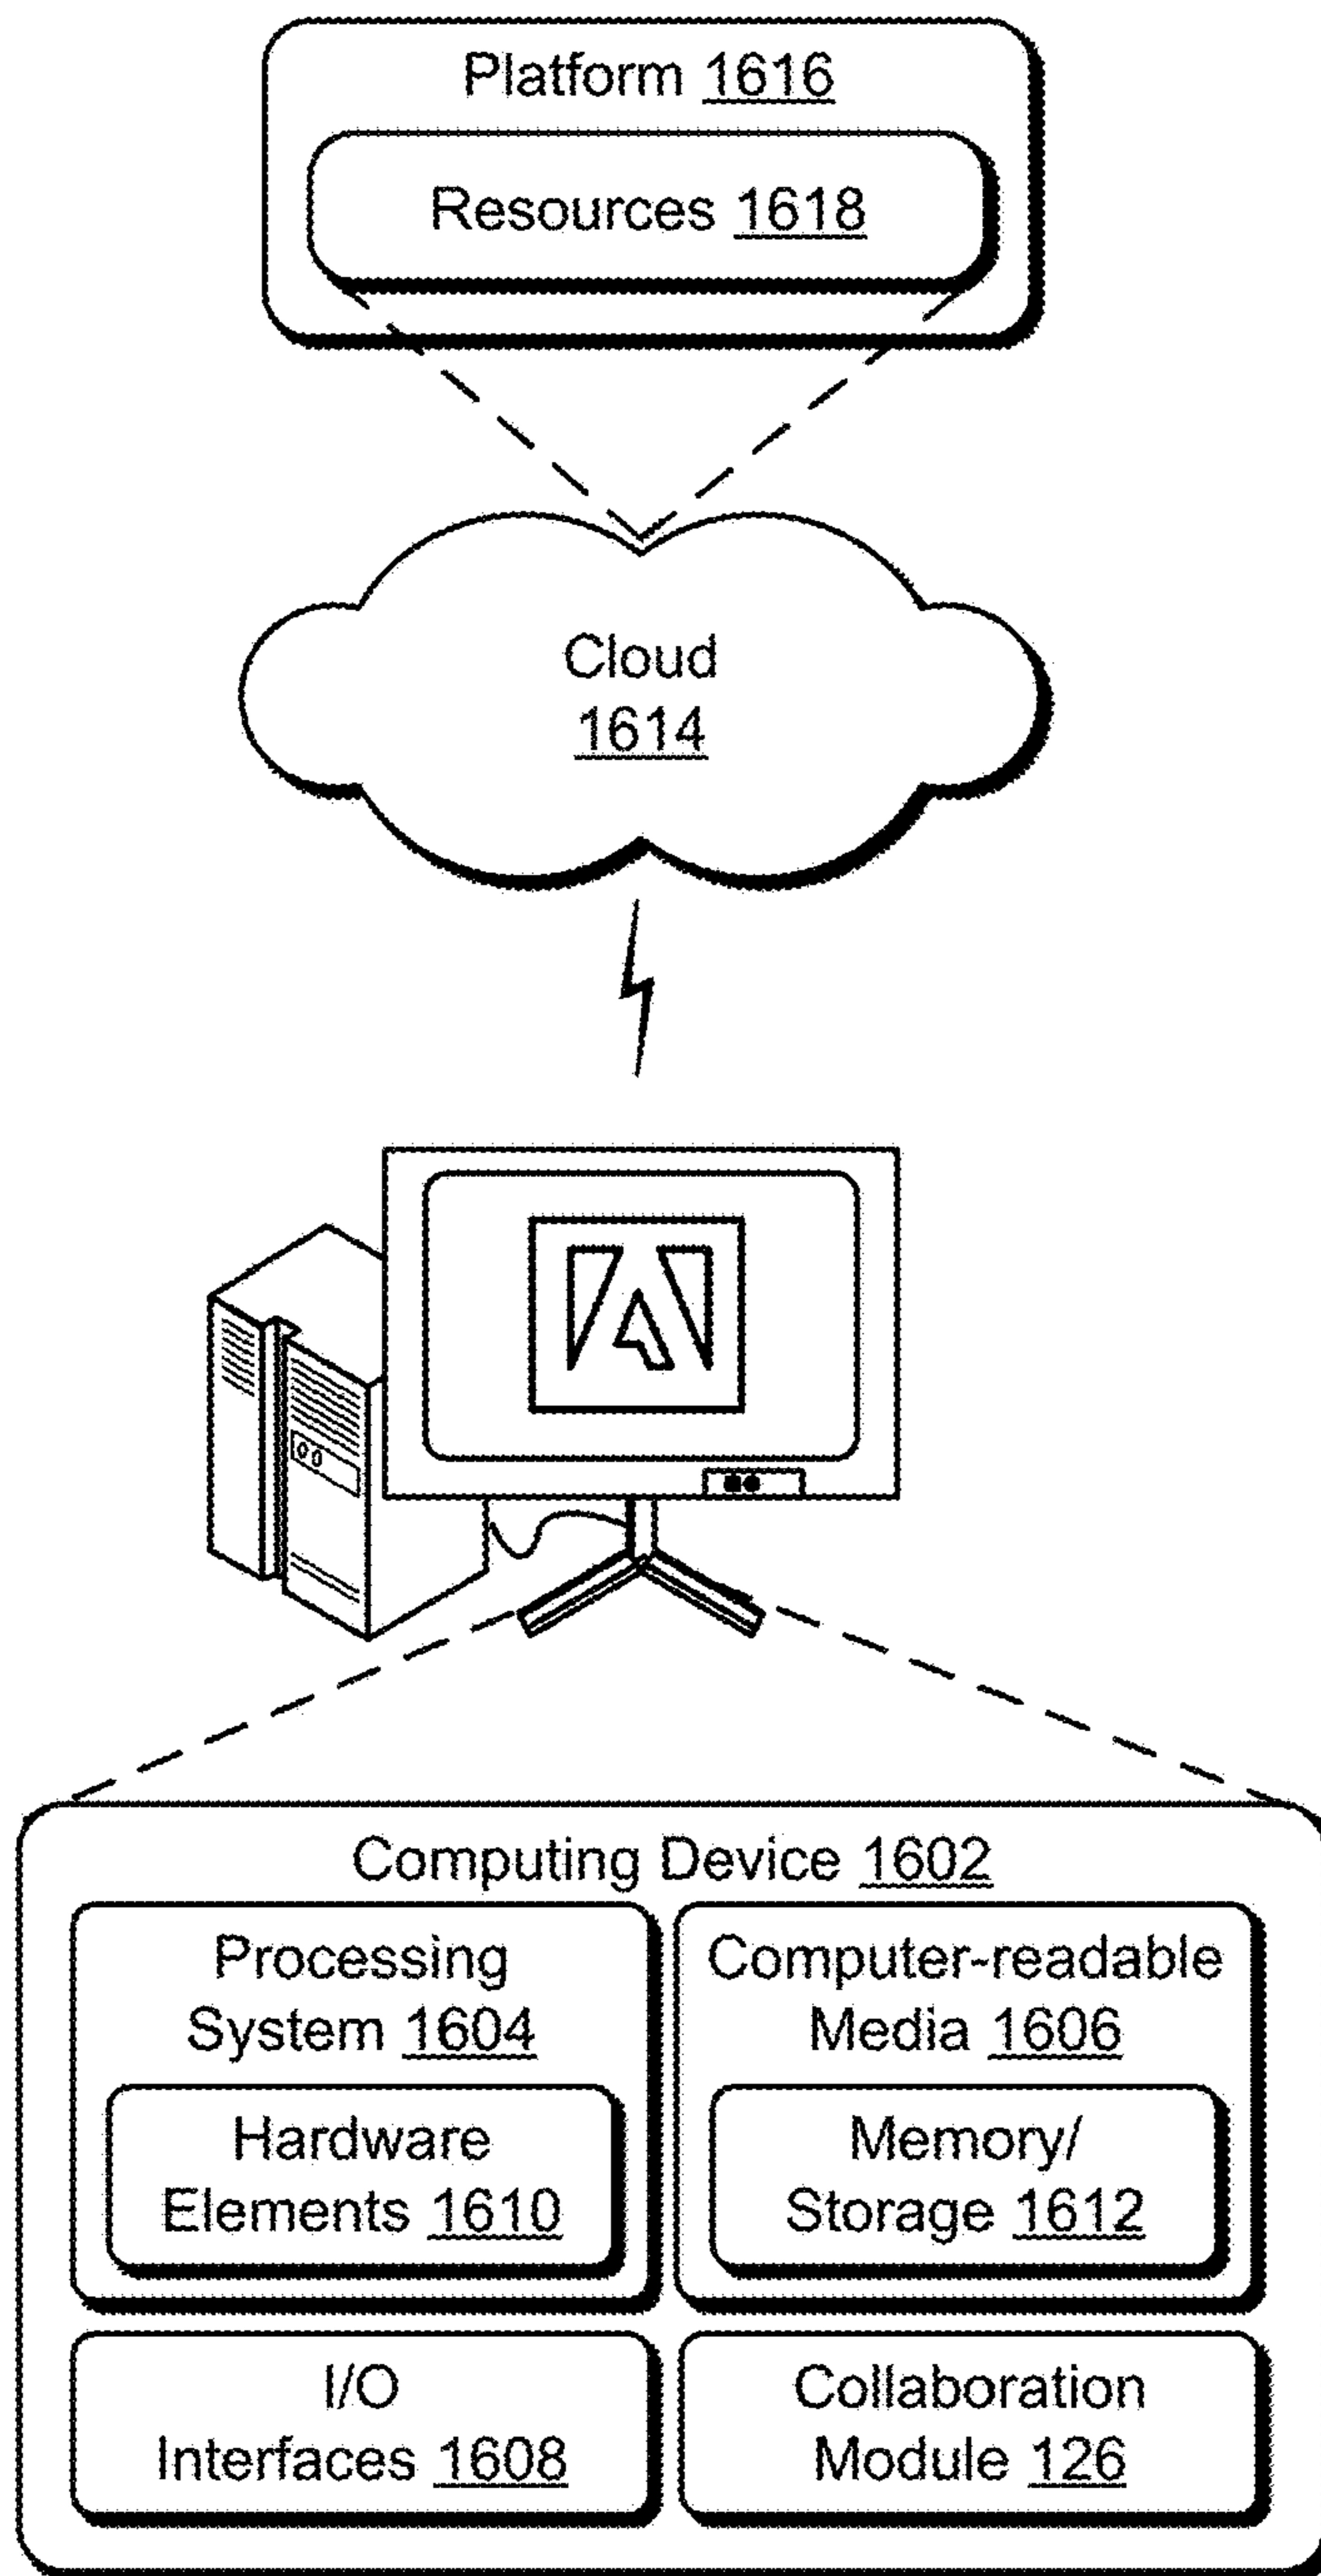 Platform 1616
Resources 1618
Cloud
1614
Computing Device 1602
Processing
System 1604
Hardware
Elements 1610
Computer-readable
Media 1606
Memory/
Storage 1612
I/O
Interfaces 1608
Collaboration
Module 126